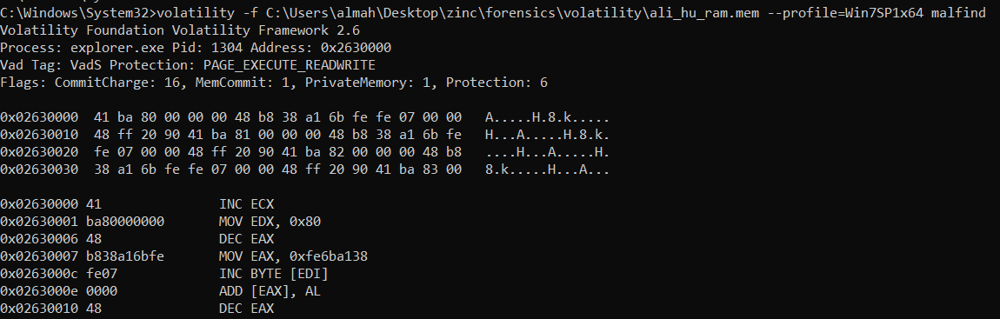 C:\Windows\System32>volatility -f C:\Users\almah\Desktop\zinc\forensics\volatility\ali_hu_ram.mem --profile=Win7SP1x64 malfind
Volatility Foundation Volatility Framework 2.6
Process: explorer.exe Pid: 1304 Address: 0x2630000
Vad Tag: VadS Protection: PAGE_EXECUTE_READWRITE
Flags: CommitCharge: 16, MemCommit: 1, PrivateMemory: 1, Protection: 6
0x02630000  41 ba 80 00 00 00 48 b8 38 a1 6b fe fe 07 00 00   A.....H.8.k.....
0x02630010  48 ff 20 90 41 ba 81 00 00 00 48 b8 38 a1 6b fe   H...A.....H.8.k.
0x02630020  fe 07 00 00 48 ff 20 90 41 ba 82 00 00 00 48 b8   ....H...A.....H.
0x02630030  38 a1 6b fe fe 07 00 00 48 ff 20 90 41 ba 83 00   8.k.....H...A...
0x02630000 41               INC ECX
0x02630001 ba80000000       MOV EDX, 0x80
0x02630006 48               DEC EAX
0x02630007 b838a16bfe       MOV EAX, 0xfe6ba138
0x0263000c fe07             INC BYTE [EDI]
0x0263000e 0000             ADD [EAX], AL
0x02630010 48               DEC EAX